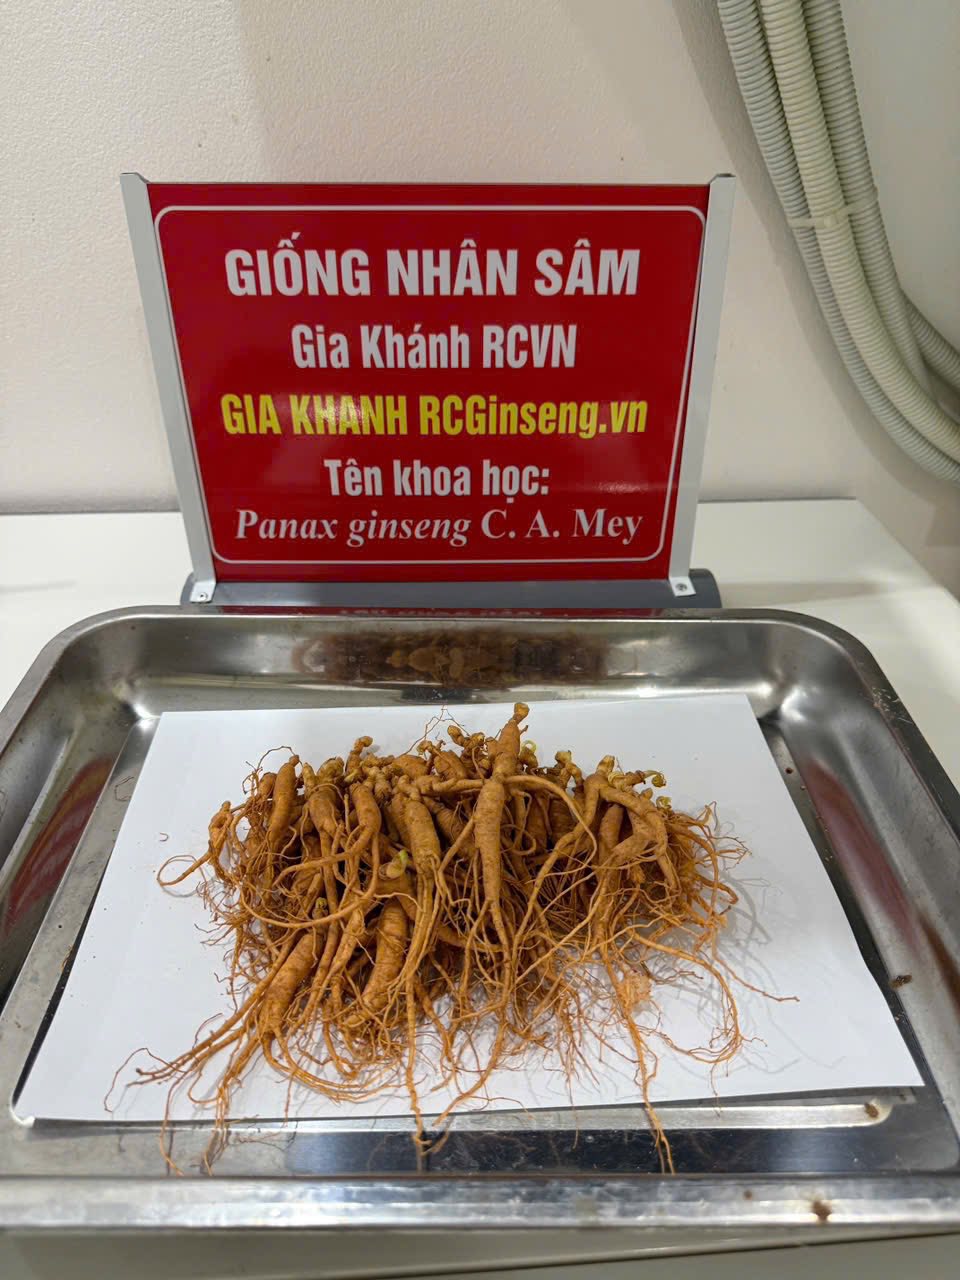 GIỐNG NHÂN SÂM
Gia Khánh RCVN
GIA KHANH RCGinseng.vn
Tên khoa học:
Panax ginseng C. A. Mey